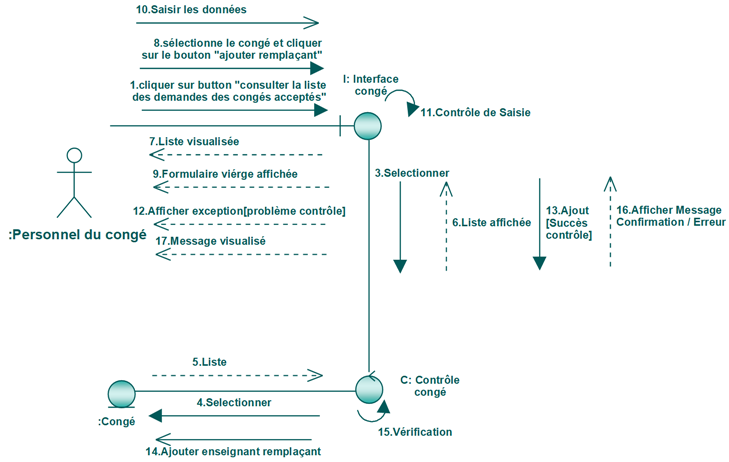 10.Saisir les données
8.sélectionne le congé et cliquer
sur le bouton "ajouter remplaçant"
1.cliquer sur button "consulter la liste
des demandes des congés acceptés"
I: Interface
congé
11.Contrôle de Saisie
7.Liste visualisée
9.Formulaire viérge affichée
12.Afficher exception[problème contrôle]
17.Message visualisé
:Personnel du congé
3.Selectionner
6.Liste affichée
13.Ajout
[Succès
contrôle]
16.Afficher Message
Confirmation / Erreur
5.Liste
C: Contrôle
congé
4.Selectionner
:Congé
15.Vérification
14.Ajouter enseignant remplaçant